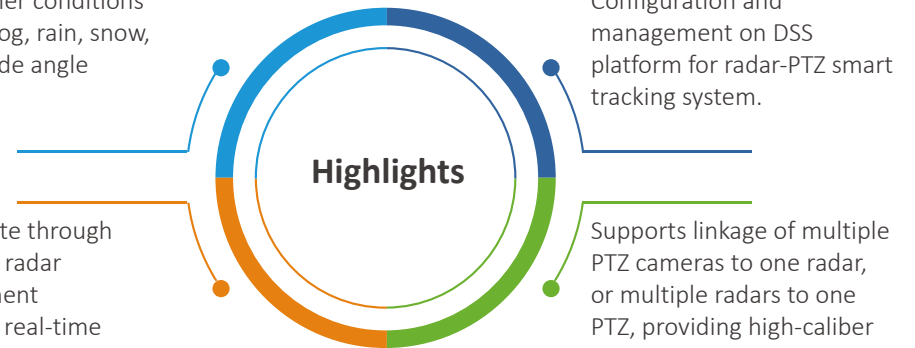 conditions
og, rain, snow,
de angle
Configuration and
management on DSS
platform for radar-PTZ smart
tracking system.
Highlights
te through
radar
ent
real-time
Supports linkage of multiple
PTZ cameras to one radar,
or multiple radars to one
PTZ, providing high-caliber